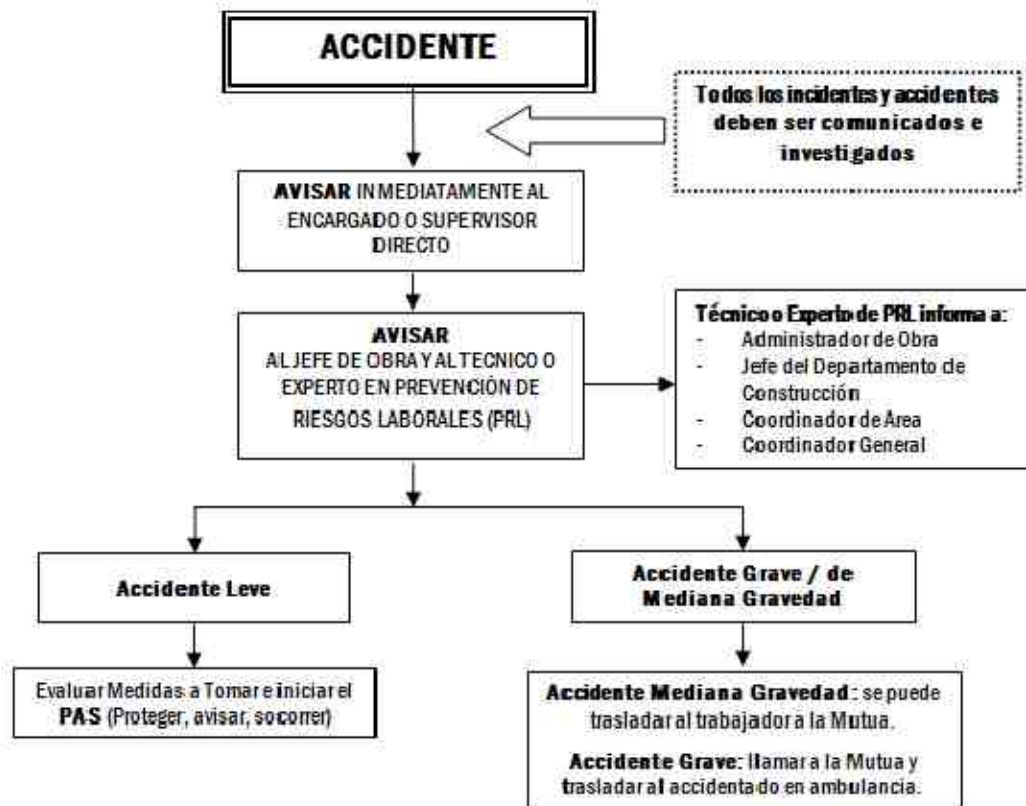 ACCIDENTE
Todos los incidentes y accidentes
deben ser comunicados e
investigados
AVISAR INMEDIATAMENTE AL
ENCARGADO O SUPERVISOR
DIRECTO
AVISAR
AL JEFE DE OBRA Y AL TECNICO O
EXPERTO EN PREVENCIÓN DE
RIESGOS LABORALES (PRL)
Técnico o Experto de PRL informa a:
- Administrador de Obra
- Jefe del Departamento de
Construcción
- Coordinador de Area
- Coordinador General
Accidente Leve
Accidente Grave / de
Mediana Gravedad
Evaluar Medidas a Tomar e iniciar el
PAS (Proteger, avisar, socorrer)
Accidente Mediana Gravedad: se puede
trasladar al trabajador a la Mutua.
Accidente Grave: llamar a la Mutua y
trasladar al accidentado en ambulancia.